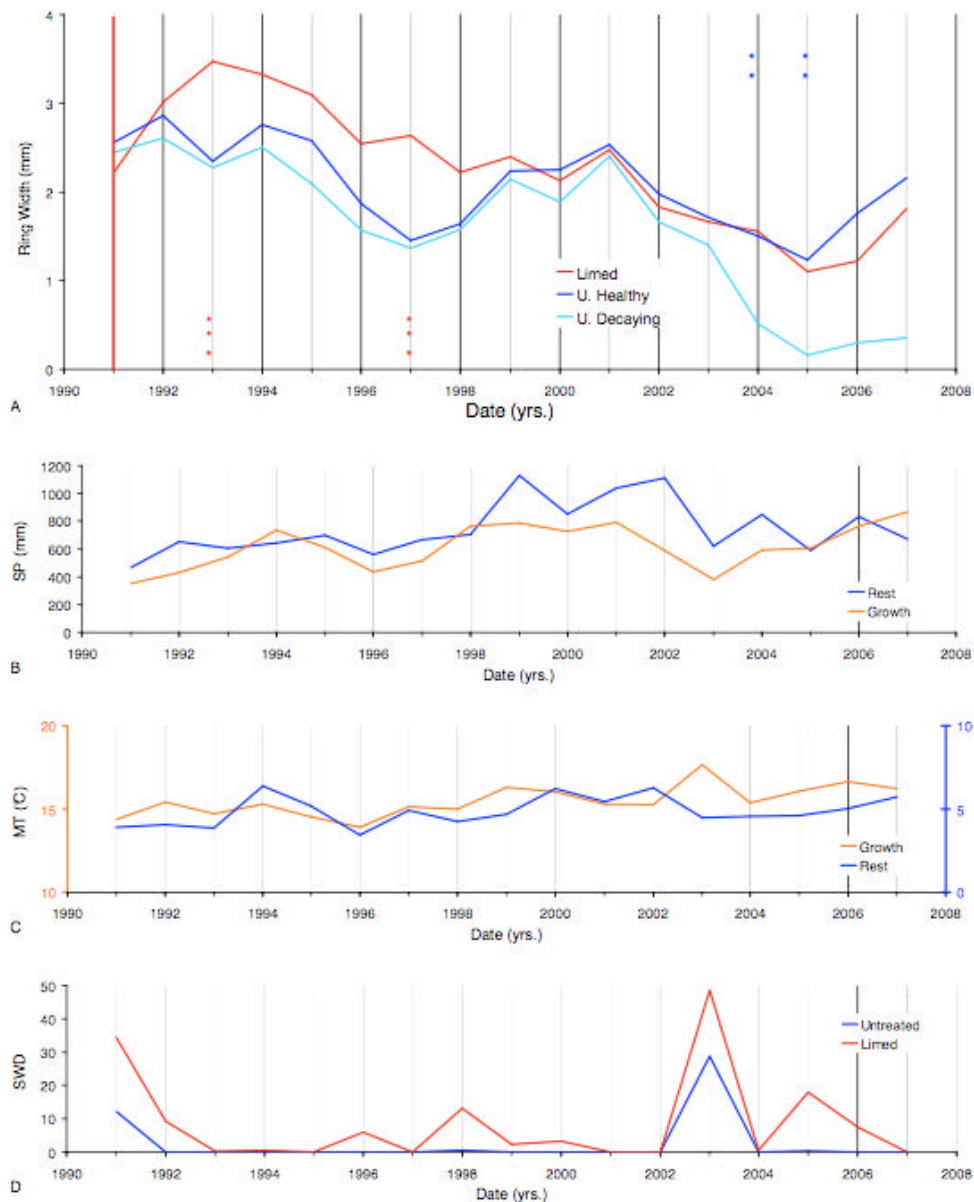 4
3
2
1
0
Ring Width (mm)
Limed
U. Healthy
U. Decaying
1990 1992 1994 1996 1998 2000 2002 2004 2006 2008
Date (yrs.)
A
1200
1000
800
600
400
200
0
SP (mm)
Rest
Growth
1990 1992 1994 1996 1998 2000 2002 2004 2006 2008
Date (yrs.)
B
20
15
10
MT (°C)
10
5
0
Growth
Rest
1990 1992 1994 1996 1998 2000 2002 2004 2006 2008
Date (yrs.)
C
50
40
30
20
10
0
SWD
Untreated
Limed
1990 1992 1994 1996 1998 2000 2002 2004 2006 2008
Date (yrs.)
D